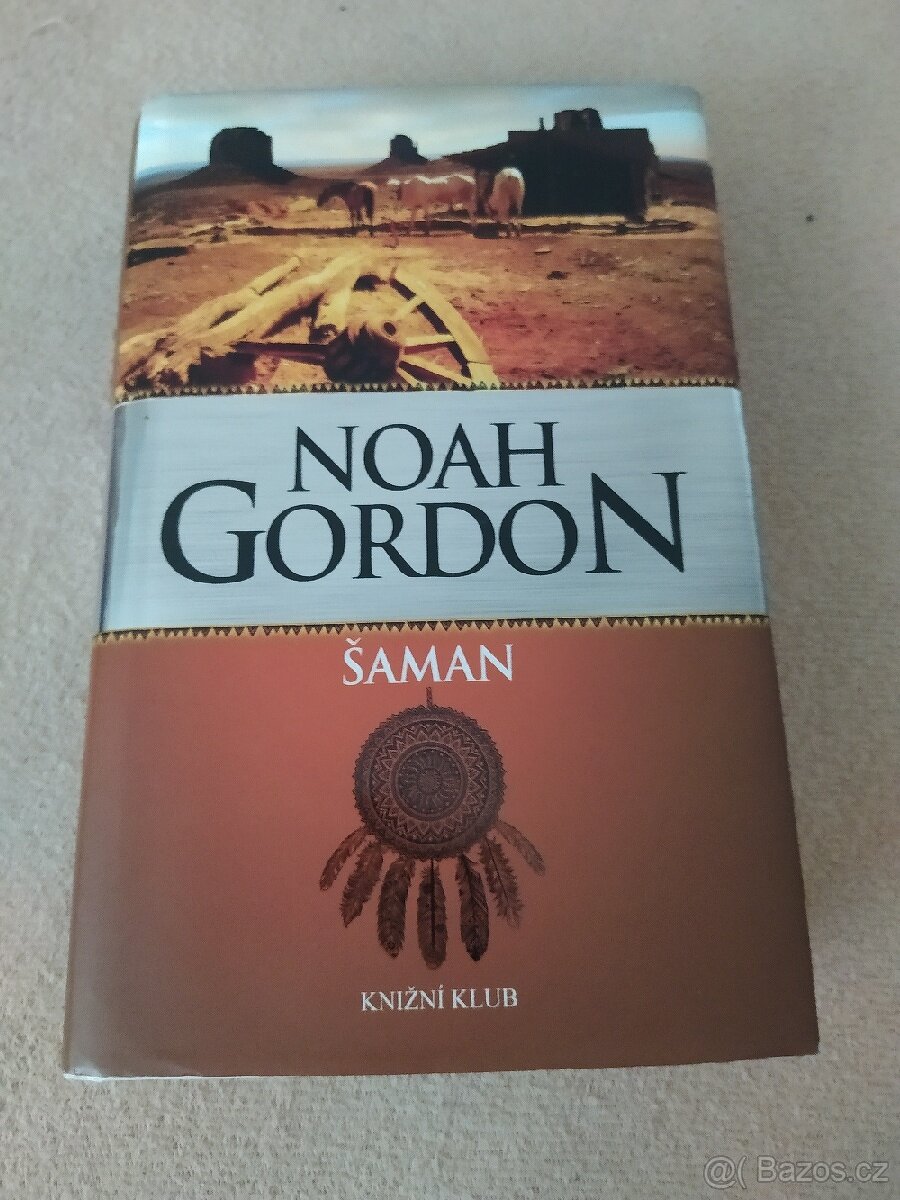 NOAH
GORDON
ŠAMAN
KNIŽNÍ KLUB
@( Bazos.cz